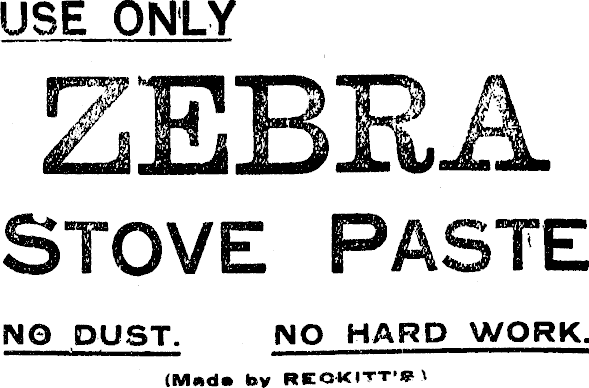 USE ONLY
ZEBRA
STOVE PASTE
NO DUST. NO HARD WORK.
(Made by RECKITT'S)